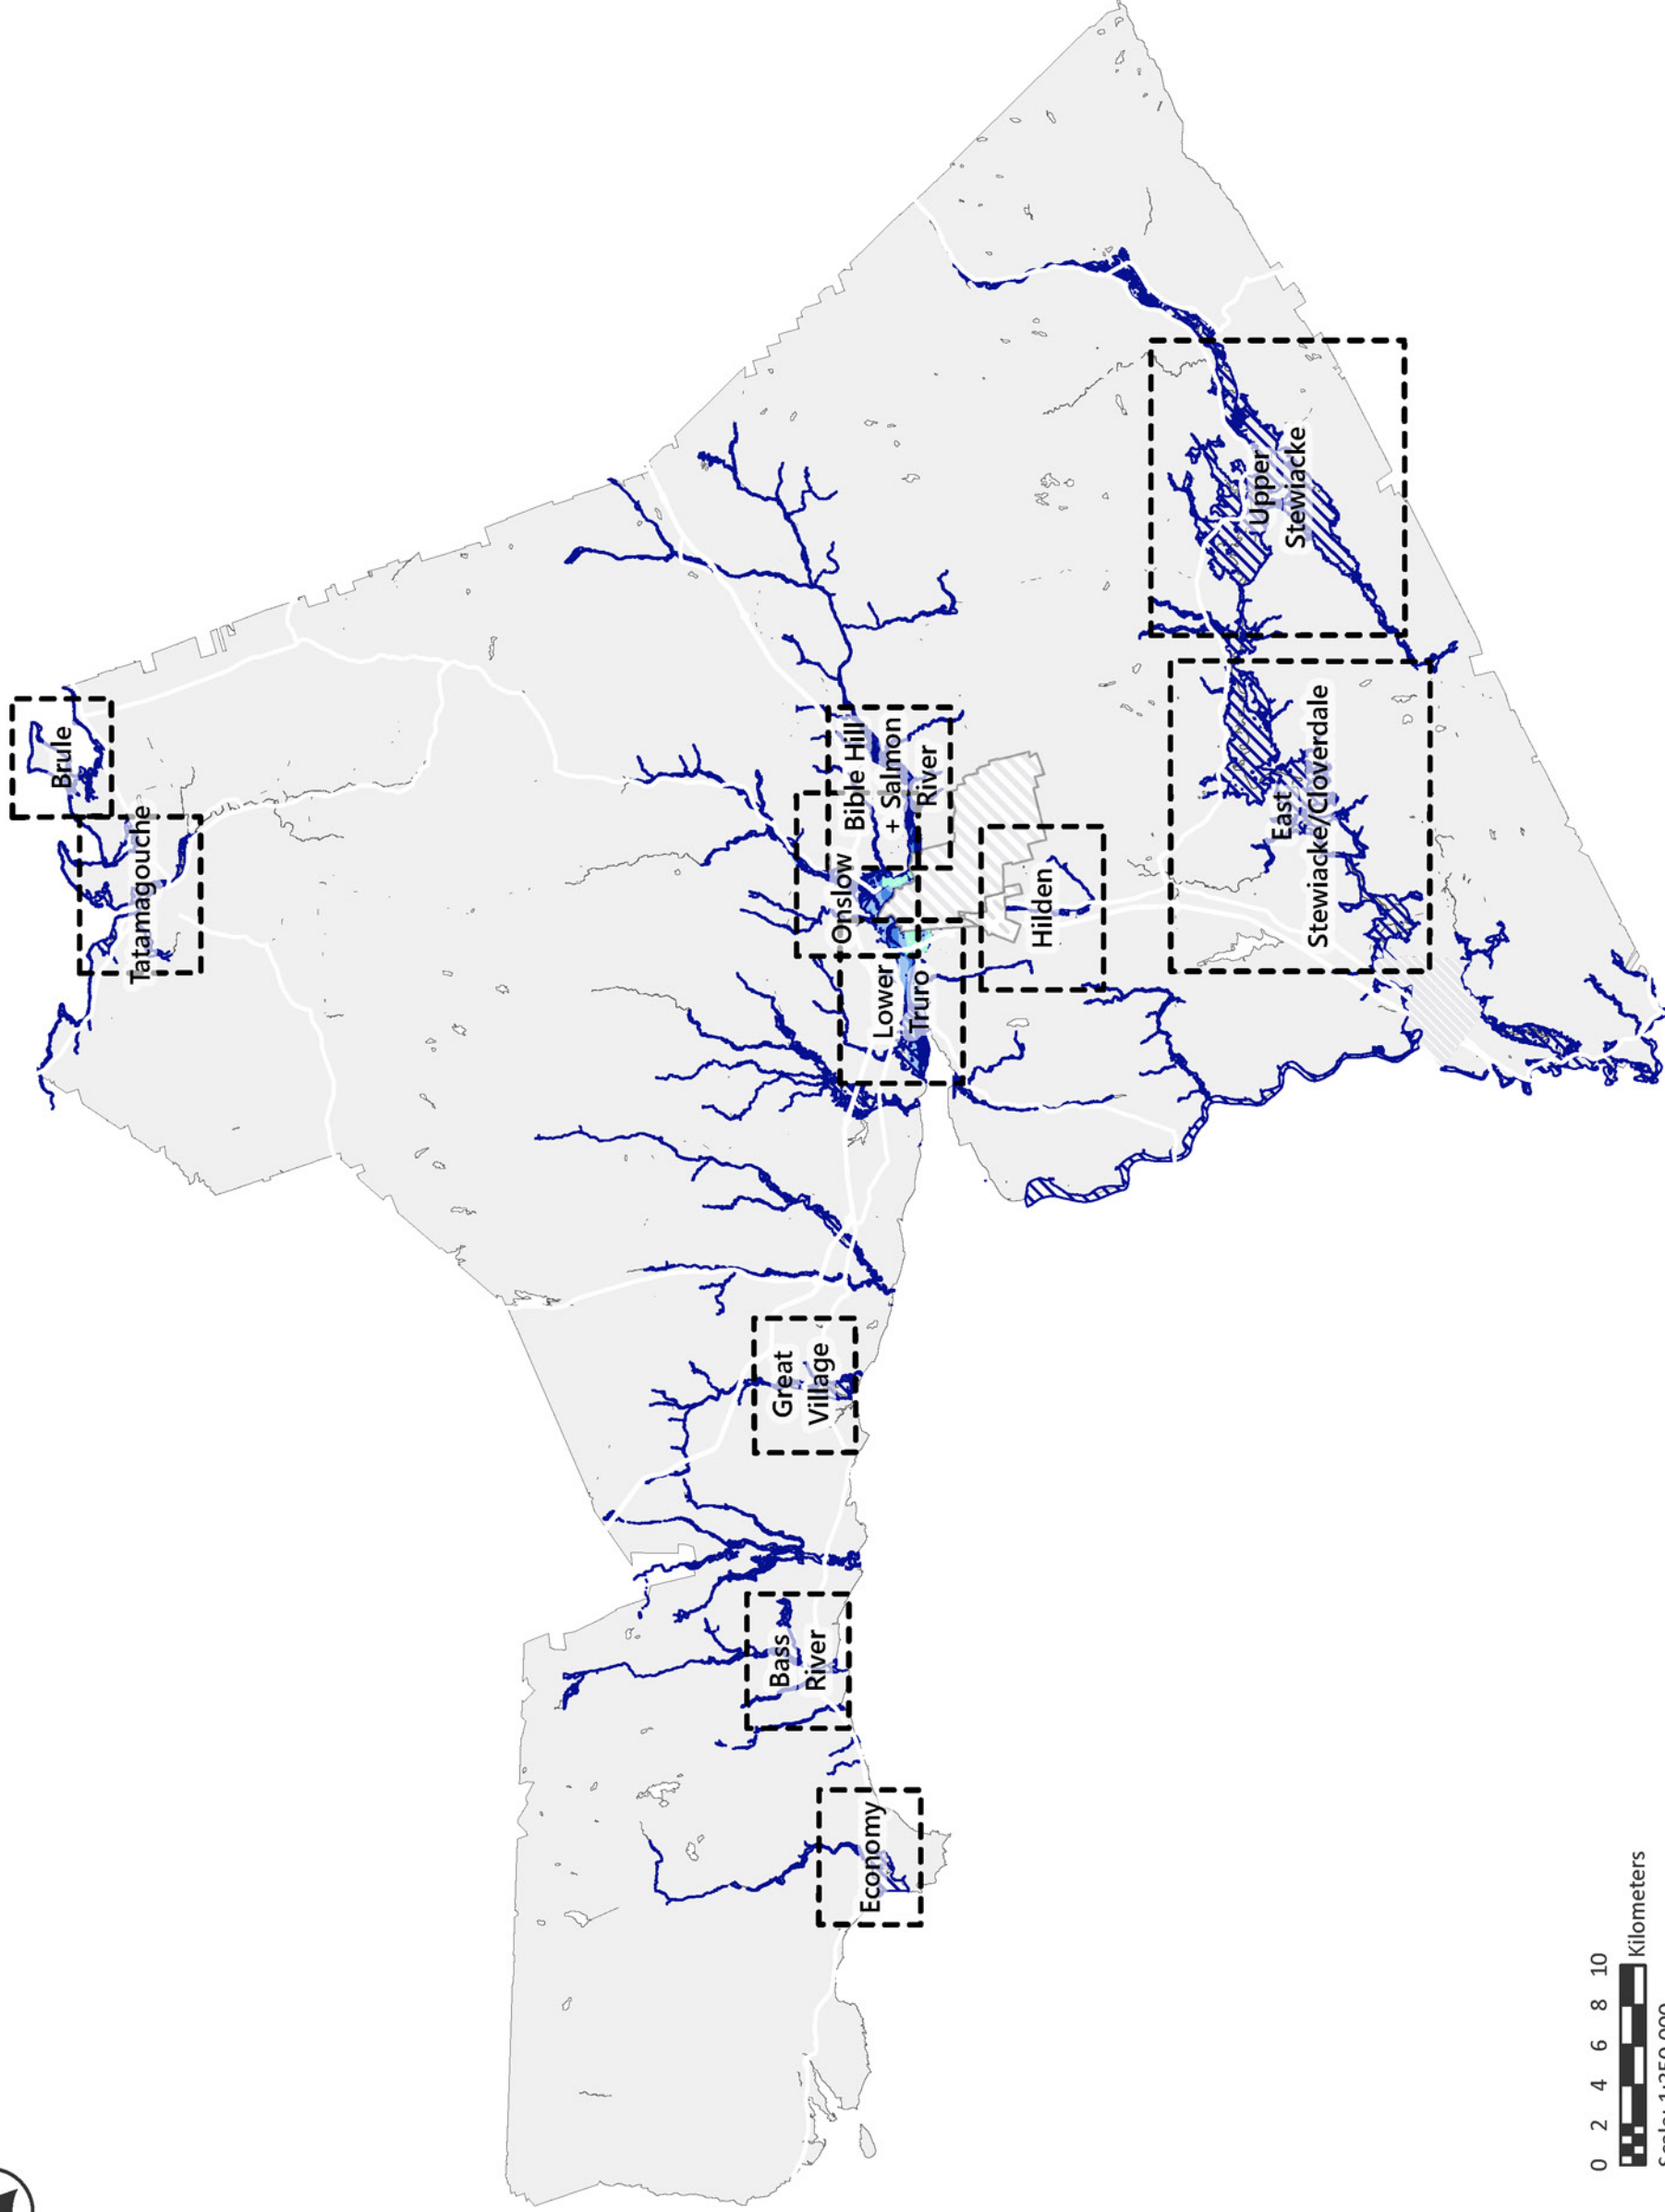 Brule
Tatamagouche
Bass
River
Great
Village
Onslow
Bible Hill
+ Salmon
River
Economy
Lower
Truro
Hilden
Upper
Stewiacke
East
Stewiacke/Cloverdale
0 2 4 6 8 10
Kilometers